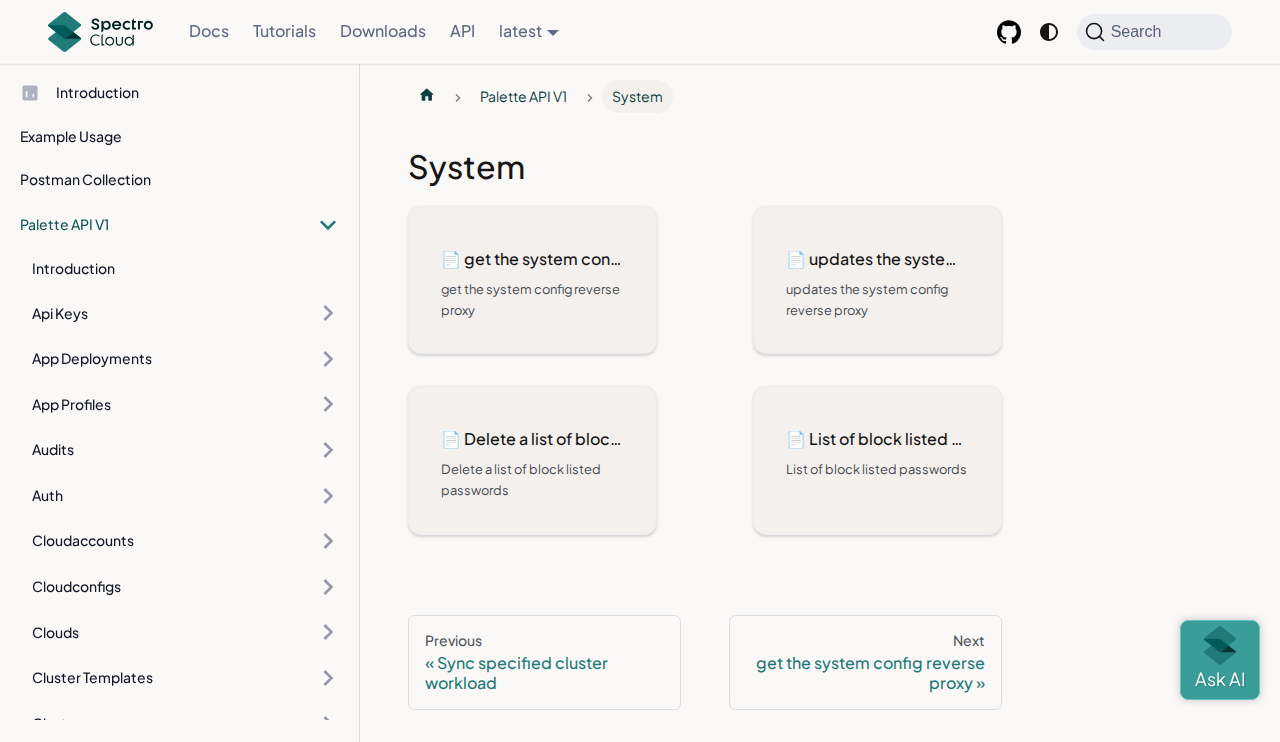 Spectro Cloud
Docs
Tutorials
Downloads
API
latest
Search
Introduction
Example Usage
Postman Collection
Palette API V1
Introduction
Api Keys
App Deployments
App Profiles
Audits
Auth
Cloudaccounts
Cloudconfigs
Clouds
Cluster Templates
Palette API V1
System
System
get the system con...
get the system config reverse
proxy
updates the syste...
updates the system config
reverse proxy
Delete a list of bloc...
Delete a list of block listed
passwords
List of block listed ...
List of block listed passwords
Previous
« Sync specified cluster
workload
Next
get the system config reverse
proxy »
Ask AI